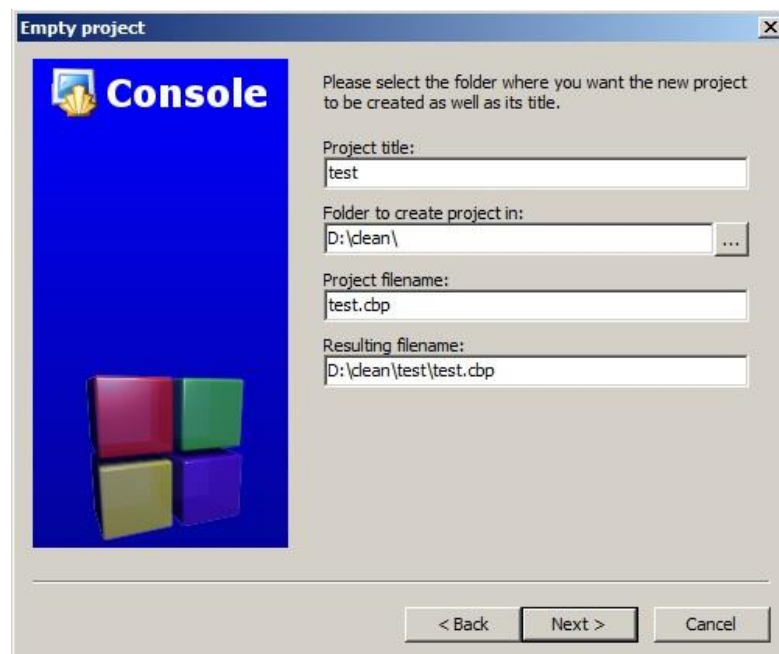 Empty project
Console
Please select the folder where you want the new project
to be created as well as its title.
Project title:
test
Folder to create project in:
D:\clean\
...
Project filename:
test.cbp
Resulting filename:
D:\clean\test\test.cbp
< Back
Next >
Cancel